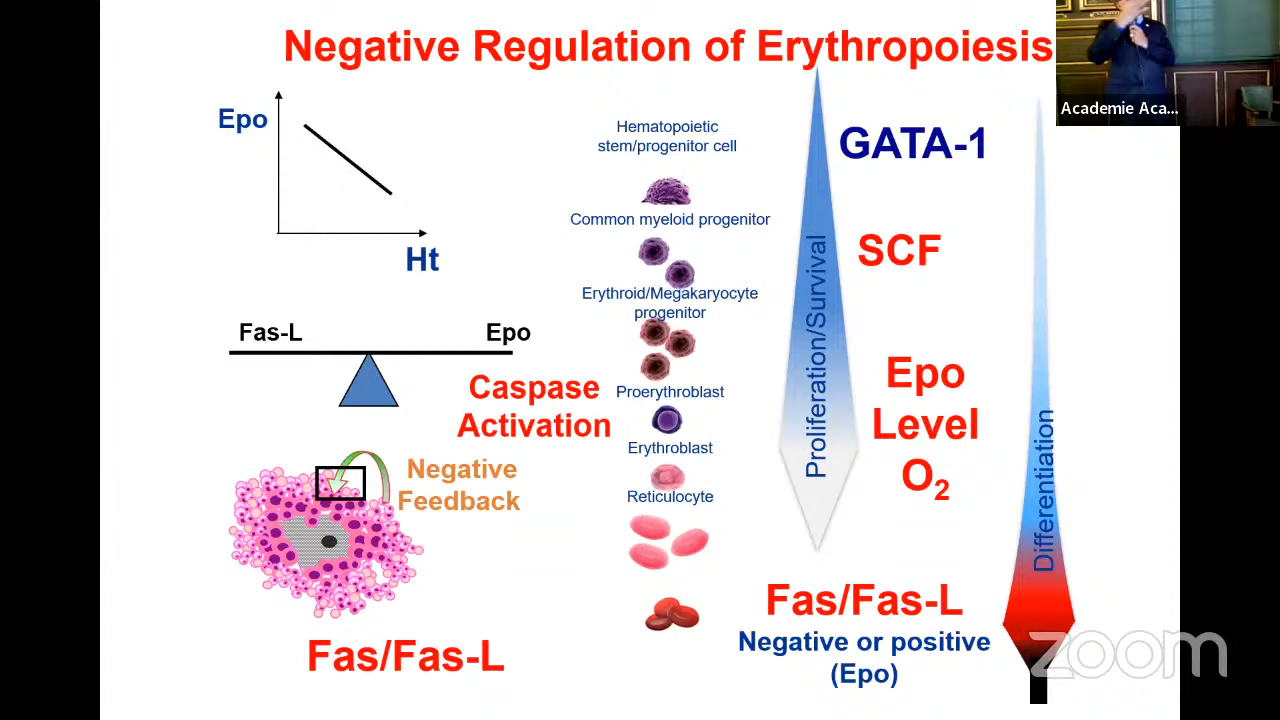 Negative Regulation of Erythropoiesis
Academie Aca...
Epo
Ht
Fas-L
Epo
Caspase
Activation
Negative
Feedback
Fas/Fas-L
Hematopoietic
stem/progenitor cell
Common myeloid progenitor
Erythroid/Megakaryocyte
progenitor
Proerythroblast
Erythroblast
Reticulocyte
Proliferation/Survival
GATA-1
SCF
Epo
Level
O2
Fas/Fas-L
Negative or positive
(Epo)
Differentiation
zoom